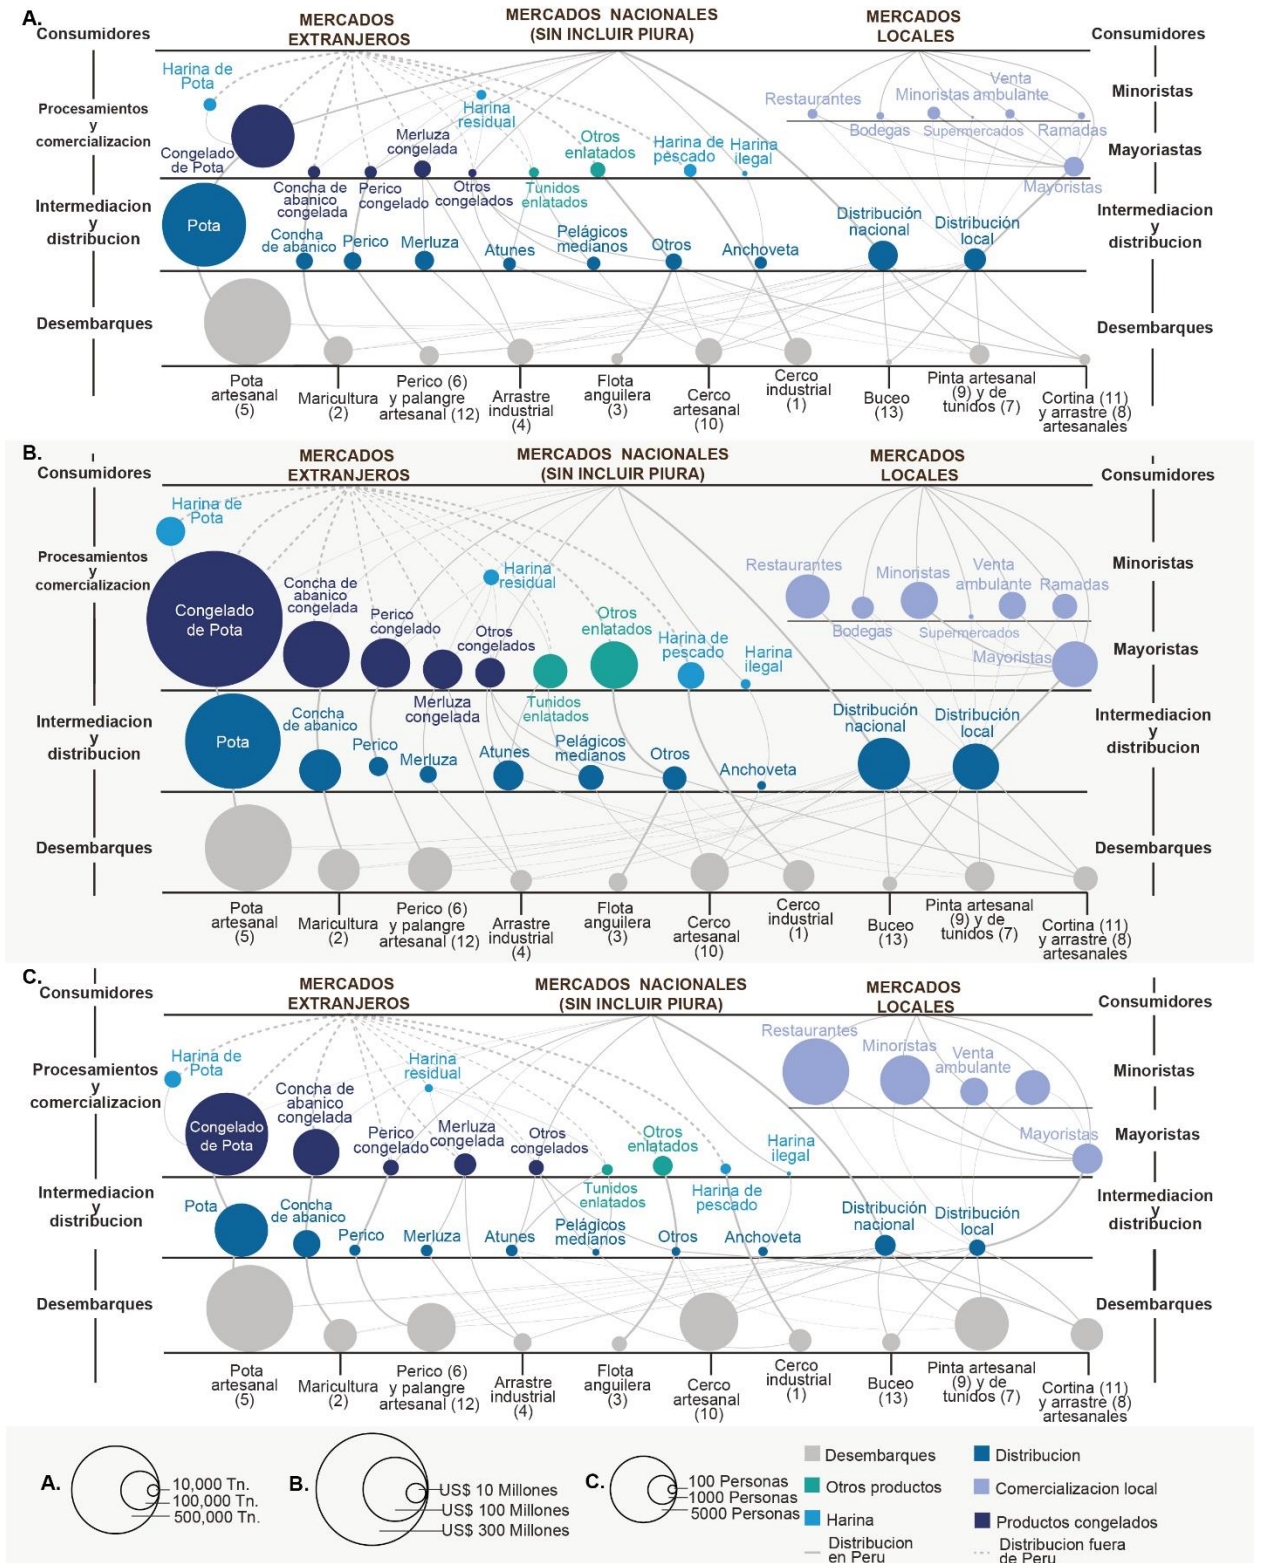 A.
Consumidores
MERCADOS
EXTRANJEROS
MERCADOS NACIONALES
(SIN INCLUIR PIURA)
MERCADOS
LOCALES
Consumidores
Harina de
Pota
Procesamientos
y
comercialización
Congelado
de Pota
Harina
residual
Merluza
congelada
Otros
enlatados
Harina de
pescado
Harina
ilegal
Restaurantes
Venta
Minoristas ambulante
Bodegas
Supermercados
Ramadas
Mayoristas
Minoristas
Mayoriastas
Concha de
abanico
congelada
Perico
congelado
Otros
congelados
Tunidos
enlatados
Intermediacion
y
distribucion
Pota
Concha
de abanico
Perico
Merluza
Atunes
Pelágicos
medianos
Otros
Anchoveta
Distribución
nacional
Distribución
local
Intermediacion
y
distribucion
Desembarques
Desembarques
Pota
artesanal
(5)
Maricultura
(2)
Perico (6)
y palangre
artesanal (12)
Arrastre
industrial
(4)
Flota
anguilera
(3)
Cerco
artesanal
(10)
Cerco
industrial
(1)
Buceo
(13)
Pinta artesanal
(9) y de
tunidos (7)
Cortina (11)
y arrastre (8)
artesanales
B.
Consumidores
MERCADOS
EXTRANJEROS
MERCADOS NACIONALES
(SIN INCLUIR PIURA)
MERCADOS
LOCALES
Consumidores
Harina de
Pota
Procesamientos
y
comercializacion
Congelado
de Pota
Concha de
abanico
congelada
Perico
congelado
Otros
congelados
Harina
residual
Otros
enlatados
Harina de
pescado
Harina
ilegal
Restaurantes
Minoristas
Venta
ambulante
Ramadas
Bodegas
Supermercados
Mayoristas
Minoristas
Mayoristas
Merluza
congelada
Tunidos
enlatados
Intermediacion
y
distribucion
Pota
Concha
de abanico
Perico
Merluza
Atunes
Pelágicos
medianos
Otros
Anchoveta
Distribución
nacional
Distribución
local
Intermediacion
y
distribucion
Desembarques
Desembarques
Pota
artesanal
(5)
Maricultura
(2)
Perico (6)
y palangre
artesanal (12)
Arrastre
industrial
(4)
Flota
anguilera
(3)
Cerco
artesanal
(10)
Cerco
industrial
(1)
Buceo
(13)
Pinta artesanal
(9) y de
tunidos (7)
Cortina (11)
y arrastre (8)
artesanales
C.
Consumidores
MERCADOS
EXTRANJEROS
MERCADOS NACIONALES
(SIN INCLUIR PIURA)
MERCADOS
LOCALES
Consumidores
Harina de
Pota
Procesamientos
y
comercializacion
Congelado
de Pota
Concha de
abanico
congelada
Harina
residual
Perico
congelado
Merluza
congelada
Otros
congelados
Otros
enlatados
Harina
ilegal
Restaurantes
Minoristas
Venta
ambulante
Mayoristas
Minoristas
Mayoristas
Tunidos
enlatados
Harina de
pescado
Intermediacion
y
distribucion
Pota
Concha
de abanico
Perico
Merluza
Atunes
Pelágicos
medianos
Otros
Anchoveta
Distribución
nacional
Distribución
local
Intermediacion
y
distribucion
Desembarques
Desembarques
Pota
artesanal
(5)
Maricultura
(2)
Perico (6)
y palangre
artesanal (12)
Arrastre
industrial
(4)
Flota
anguilera
(3)
Cerco
artesanal
(10)
Cerco
industrial
(1)
Buceo
(13)
Pinta artesanal
(9) y de
tunidos (7)
Cortina (11)
y arrastre (8)
artesanales
A.
10,000 Tn.
100,000 Tn.
500,000 Tn.
B.
US$ 10 Millones
US$ 100 Millones
US$ 300 Millones
C.
100 Personas
1000 Personas
5000 Personas
Desembarques
Otros productos
Harina
Distribucion
en Peru
Distribucion
Comercializacion local
Productos congelados
Distribucion fuera
de Peru